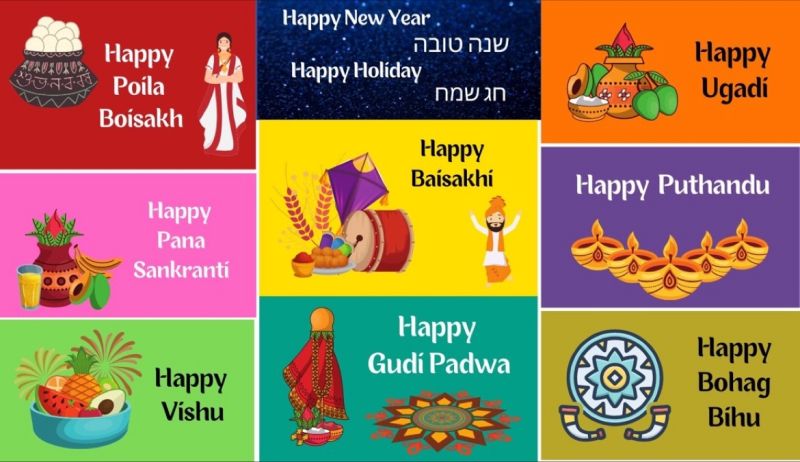 Happy
Poila
Boisakh
Happy New Year
שנה טובה
Happy Holiday
חג שמח
Happy
Ugadi
Happy
Pana
Sankranti
Happy
Baisakhi
Happy Puthandu
Happy
Vishu
Happy
Gudi Padwa
Happy
Bohag
Bihu